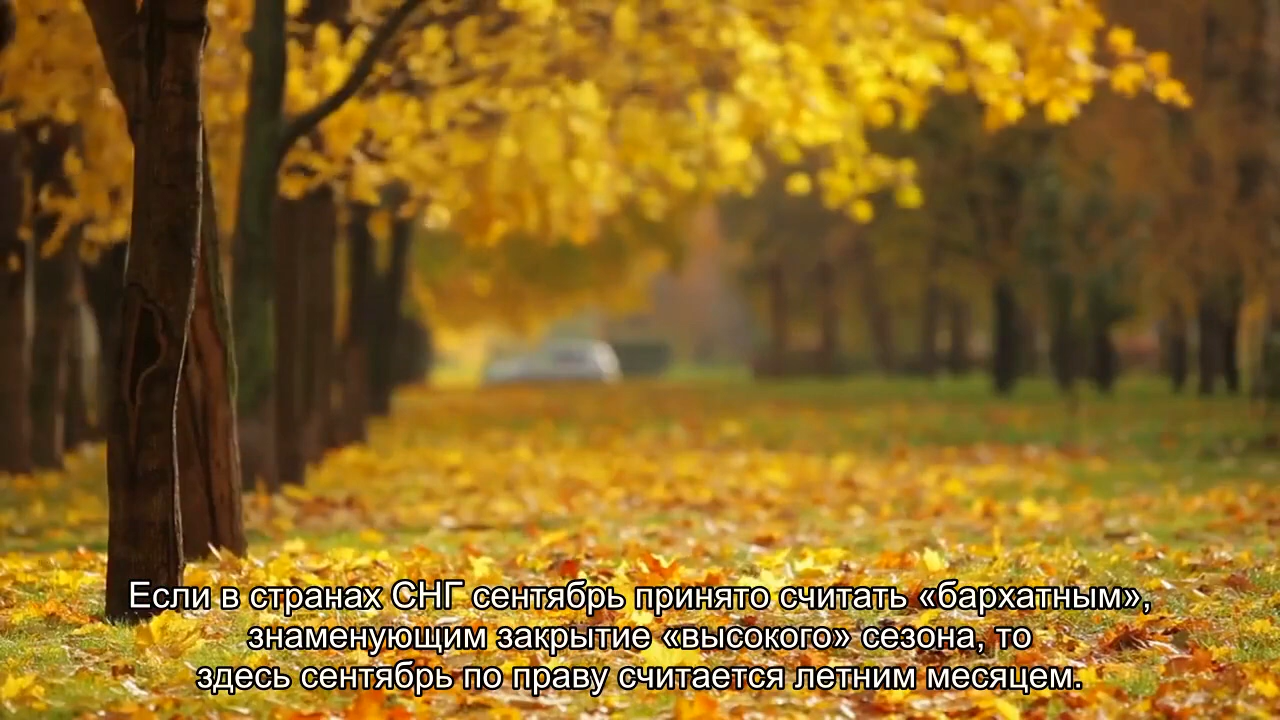 Если в странах СНГ сентябрь принято считать «бархатным»,
знаменующим закрытие «высокого» сезона, то
здесь сентябрь по праву считается летним месяцем.